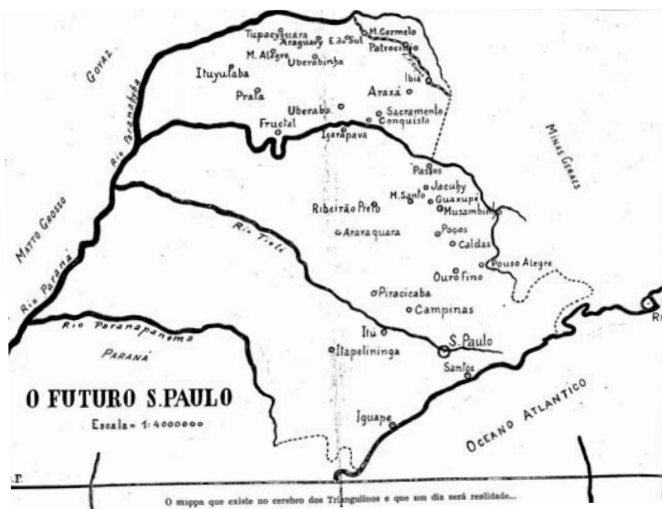 GOYAZ
Tupacyguara
Araguary
E. do Sul
M. Carmelo
Patrocinio
M. Alegre
Uberabinha
Ituyutaba
Ibiá
Prata
Araxá
Uberaba
Sacramento
Conquista
Fructal
Igarapava
Rio Paranahyba
MINAS GERAES
Passos
Jacuhy
M. Santo
Guaxupé
Musambinho
Ribeirão Preto
MATTO GROSSO
Rio Tieté
Araraquara
Poços
Caldas
Pouso Alegre
Ouro Fino
Rio Paraná
Piracicaba
Campinas
Rio Paranapanema
Itú
S. Paulo
PARANÁ
Itapelininga
Santos
O FUTURO S. PAULO
Escala = 1:4000000
Iguape
OCEANO ATLANTICO
O mappa que existe no cerebro dos Triangulinos e que um dia será realidade...